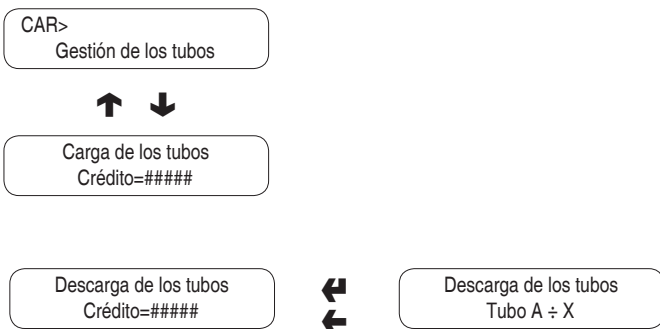 CAR>
Gestión de los tubos
Carga de los tubos
Crédito=#####
Descarga de los tubos
Crédito=#####
Descarga de los tubos
Tubo A ÷ X